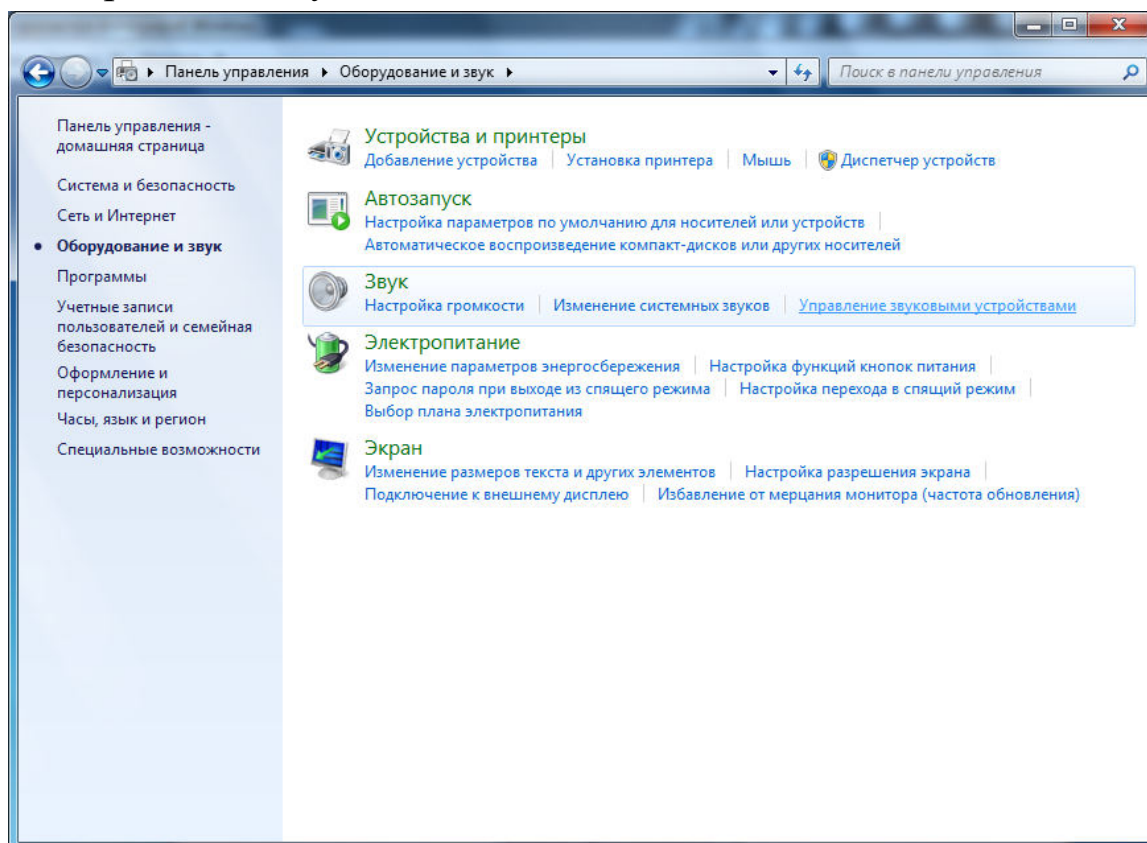 Панель управления ▸ Оборудование и звук ▸
Поиск в панели управления
Панель управления -
домашняя страница
Система и безопасность
Сеть и Интернет
Оборудование и звук
Программы
Учетные записи
пользователей и семейная
безопасность
Оформление и
персонализация
Часы, язык и регион
Специальные возможности
Устройства и принтеры
Добавление устройства | Установка принтера | Мышь | Диспетчер устройств
Автозапуск
Настройка параметров по умолчанию для носителей или устройств |
Автоматическое воспроизведение компакт-дисков или других носителей
Звук
Настройка громкости | Изменение системных звуков | Управление звуковыми устройствами
Электропитание
Изменение параметров энергосбережения | Настройка функций кнопок питания |
Запрос пароля при выходе из спящего режима | Настройка перехода в спящий режим |
Выбор плана электропитания
Экран
Изменение размеров текста и других элементов | Настройка разрешения экрана |
Подключение к внешнему дисплею | Избавление от мерцания монитора (частота обновления)